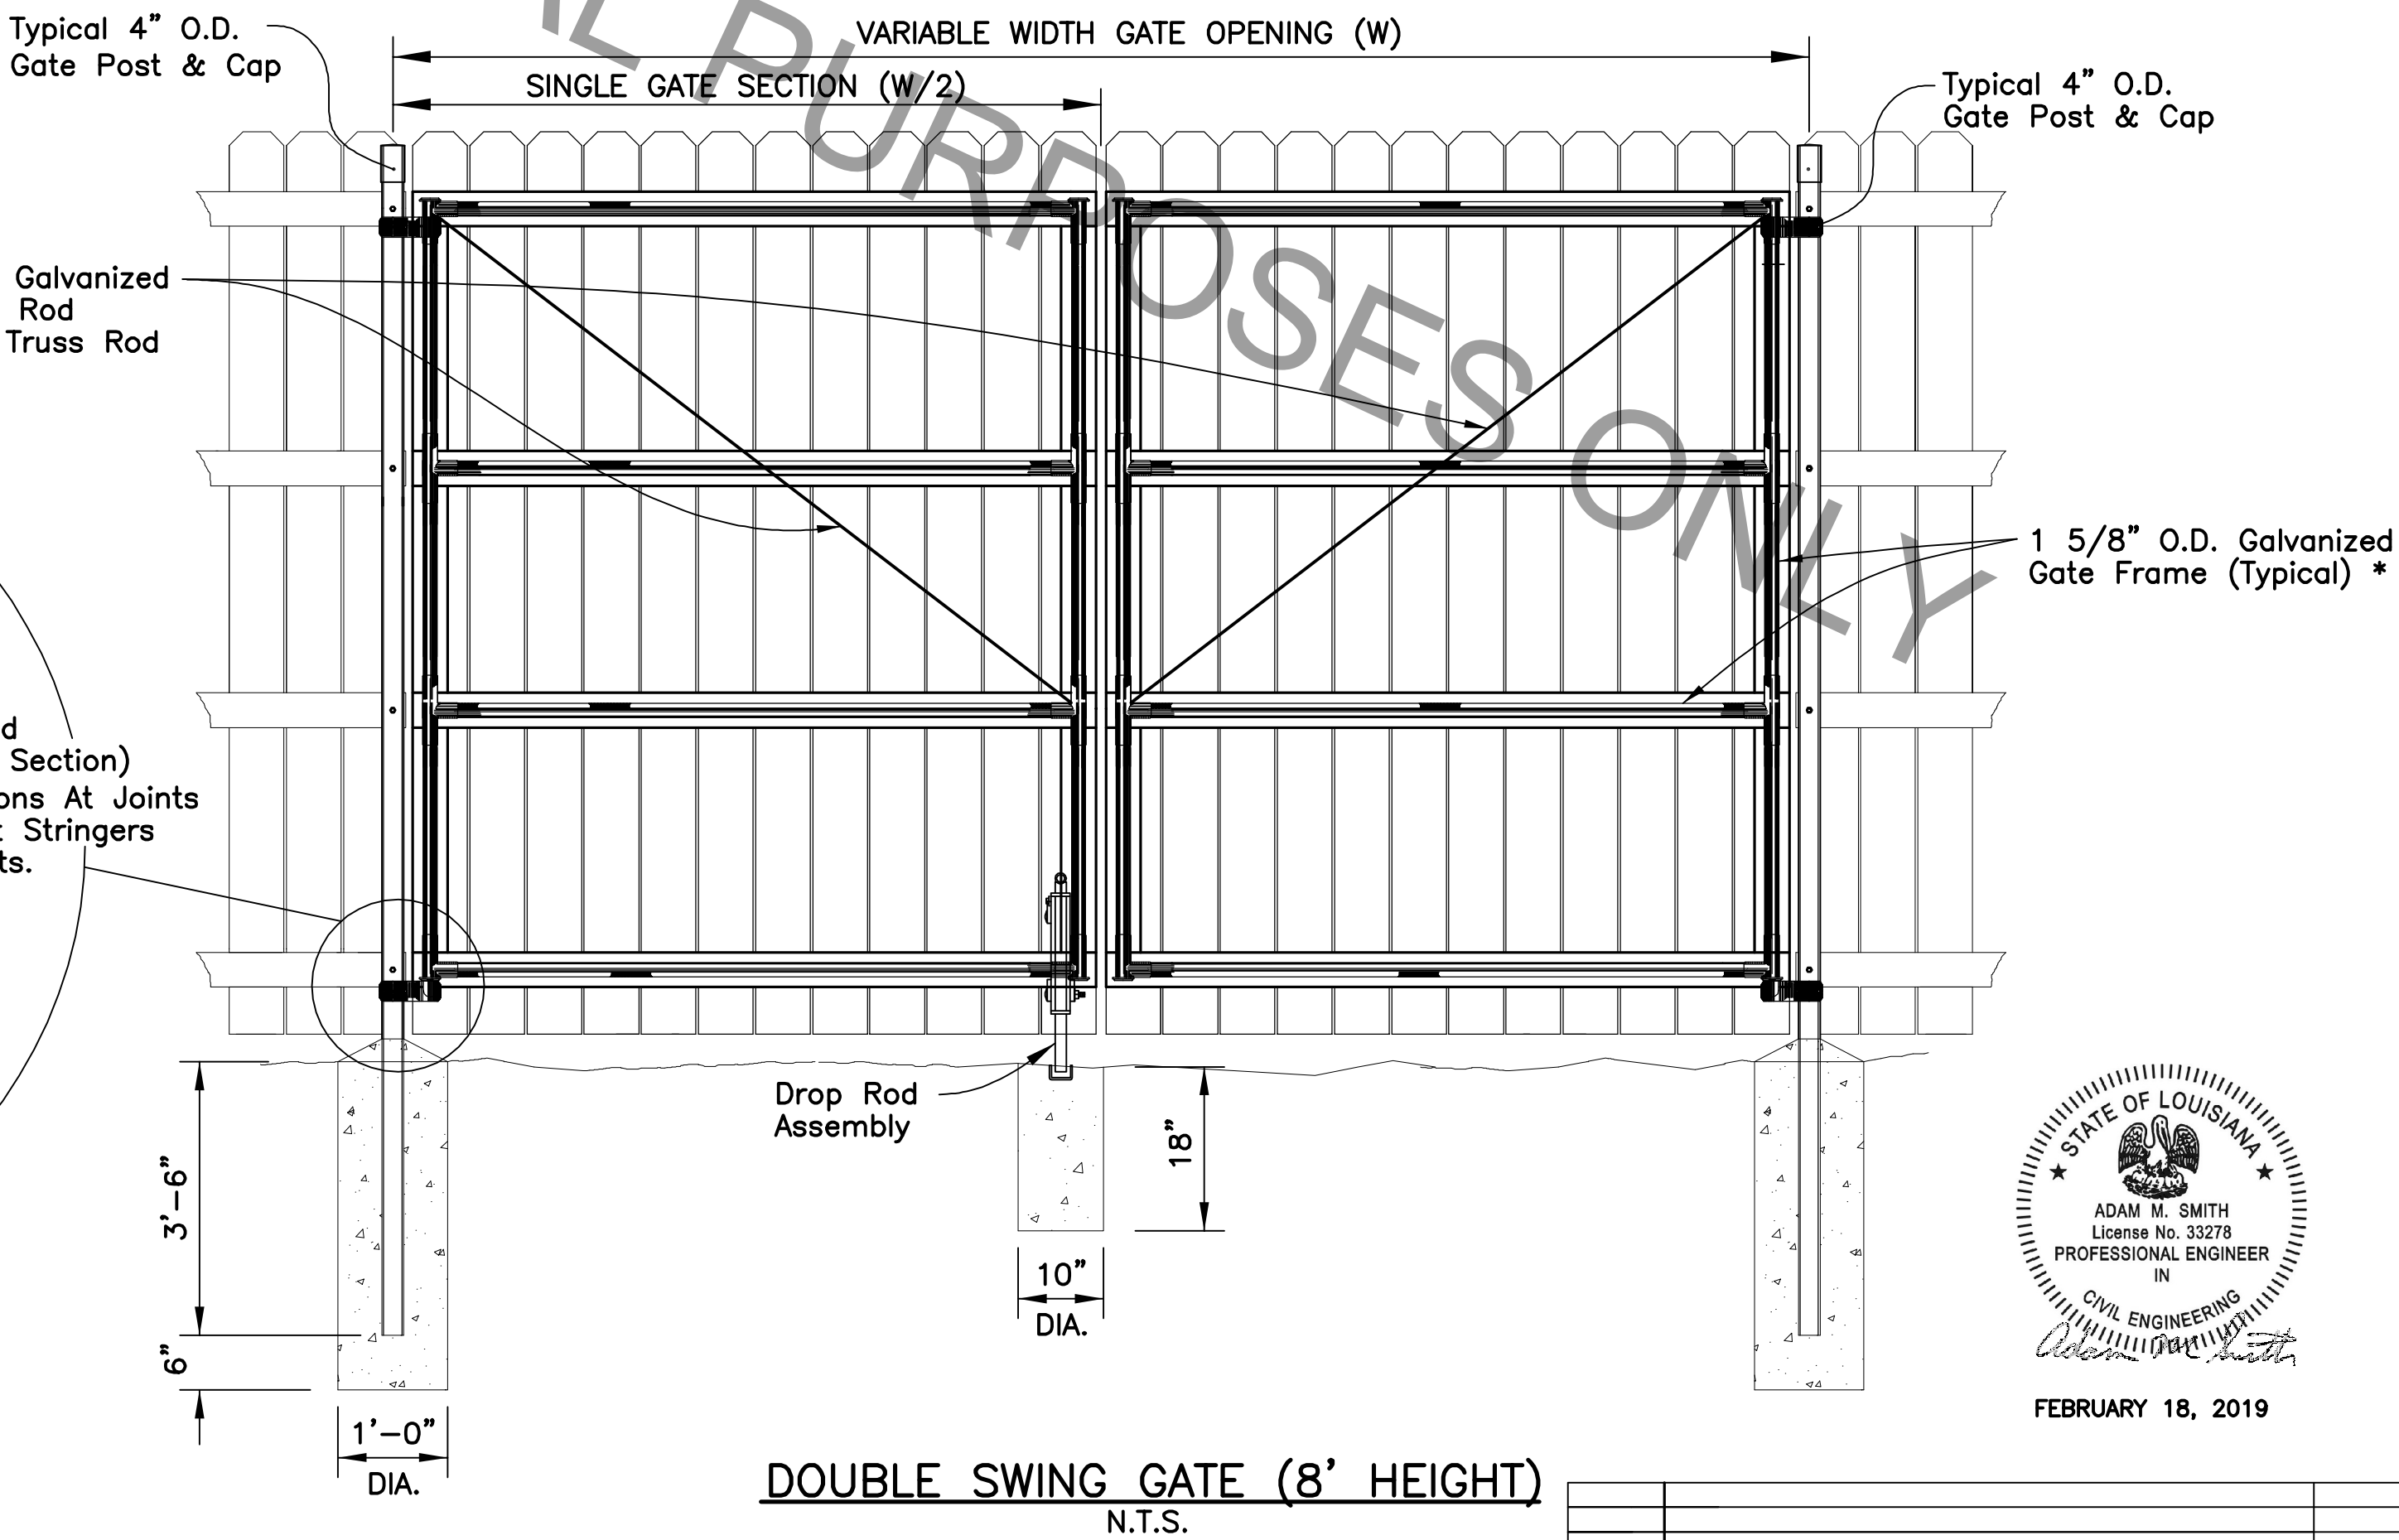 Typical 4" O.D.
Gate Post & Cap
VARIABLE WIDTH GATE OPENING (W)
SINGLE GATE SECTION (W/2)
Typical 4" O.D.
Gate Post & Cap
Galvanized
Rod
Truss Rod
PURPOSES ONLY
1 5/8" O.D. Galvanized
Gate Frame (Typical) *
Section)
At Joints
Stringers
Drop Rod
Assembly
18"
3'-6"
6"
10"
DIA.
1'-0"
DIA.
STATE OF LOUISIANA
ADAM M. SMITH
License No. 33278
PROFESSIONAL ENGINEER
IN
CIVIL ENGINEERING
Adam M Smith
FEBRUARY 18, 2019
DOUBLE SWING GATE (8' HEIGHT)
N.T.S.